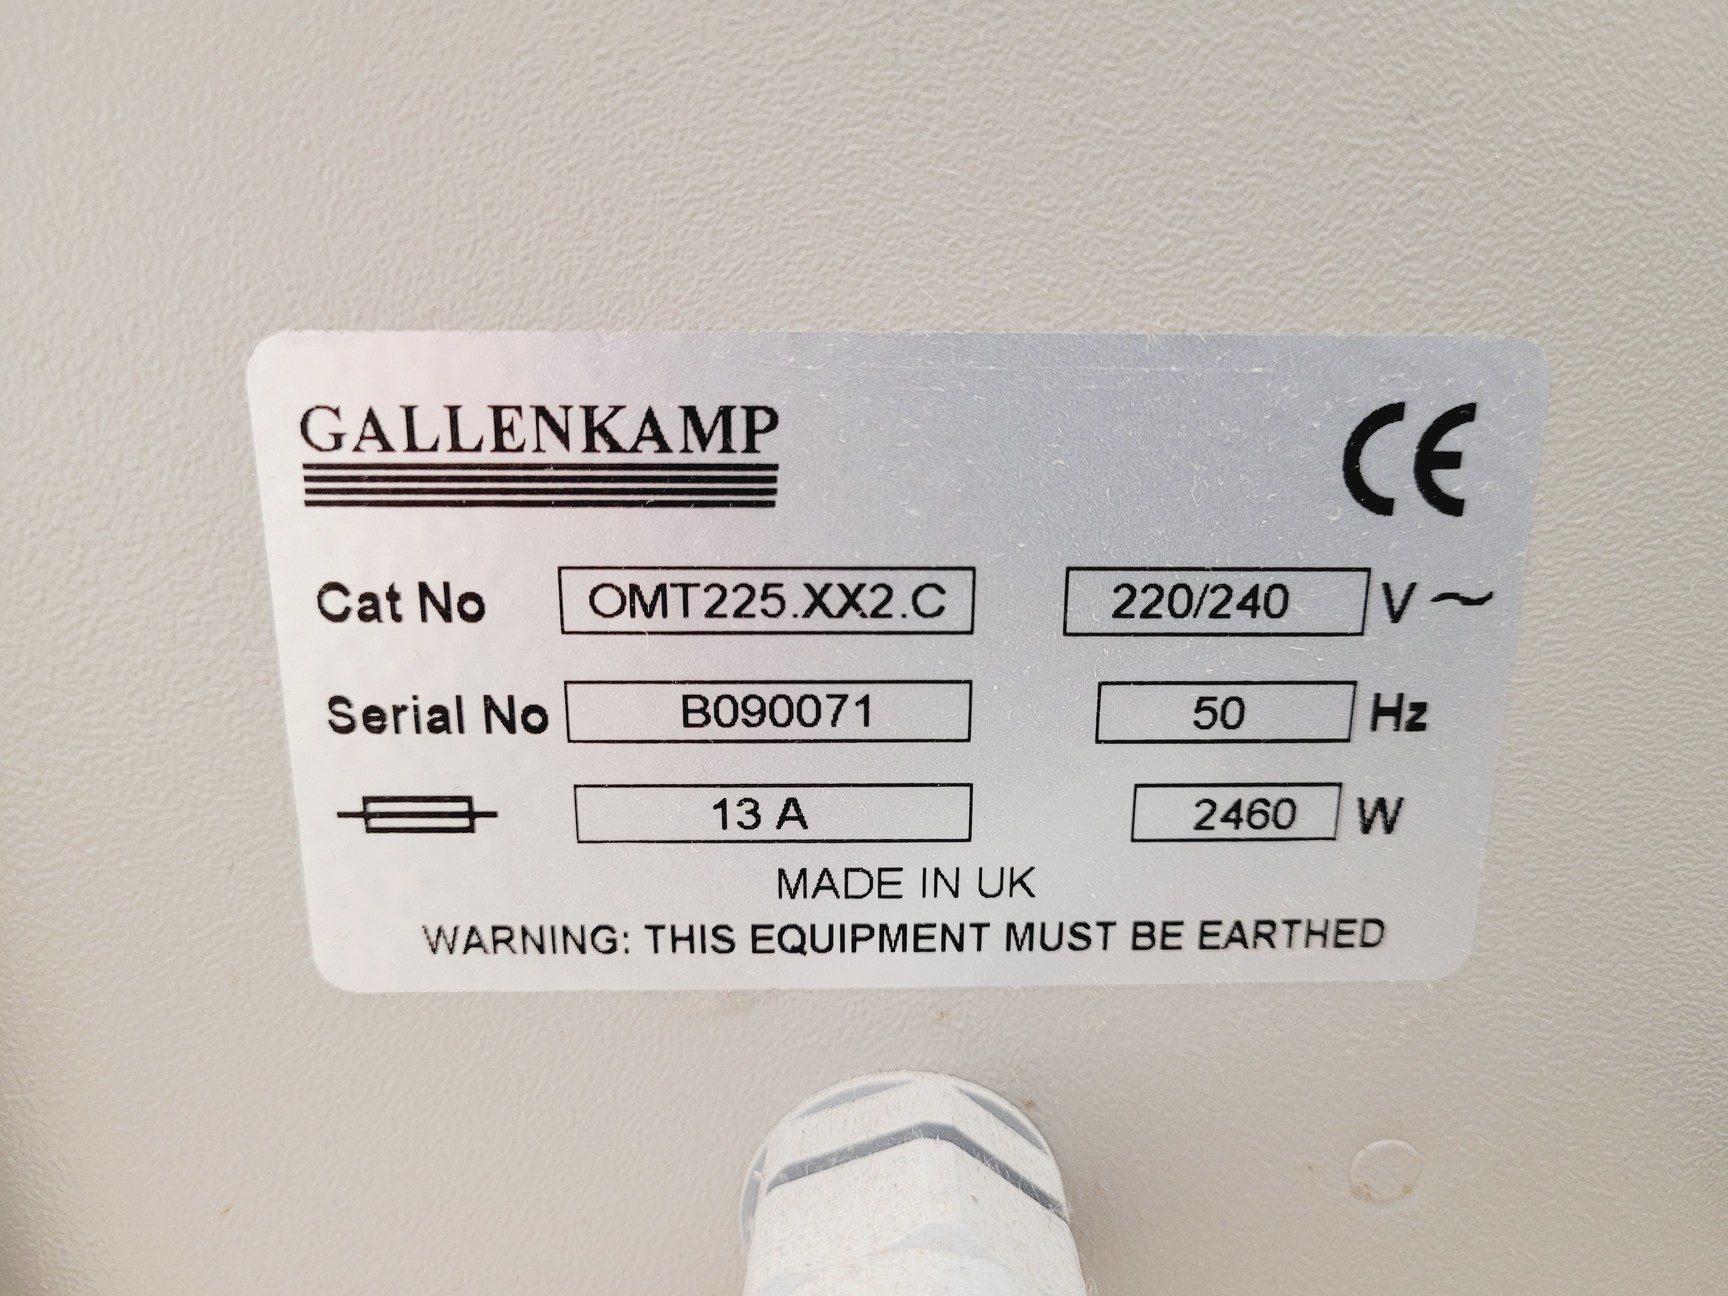 GALLENKAMP
CE
Cat No OMT225.XX2.C 220/240 V ~
Serial No B090071 50 Hz
13 A 2460 W
MADE IN UK
WARNING: THIS EQUIPMENT MUST BE EARTHED